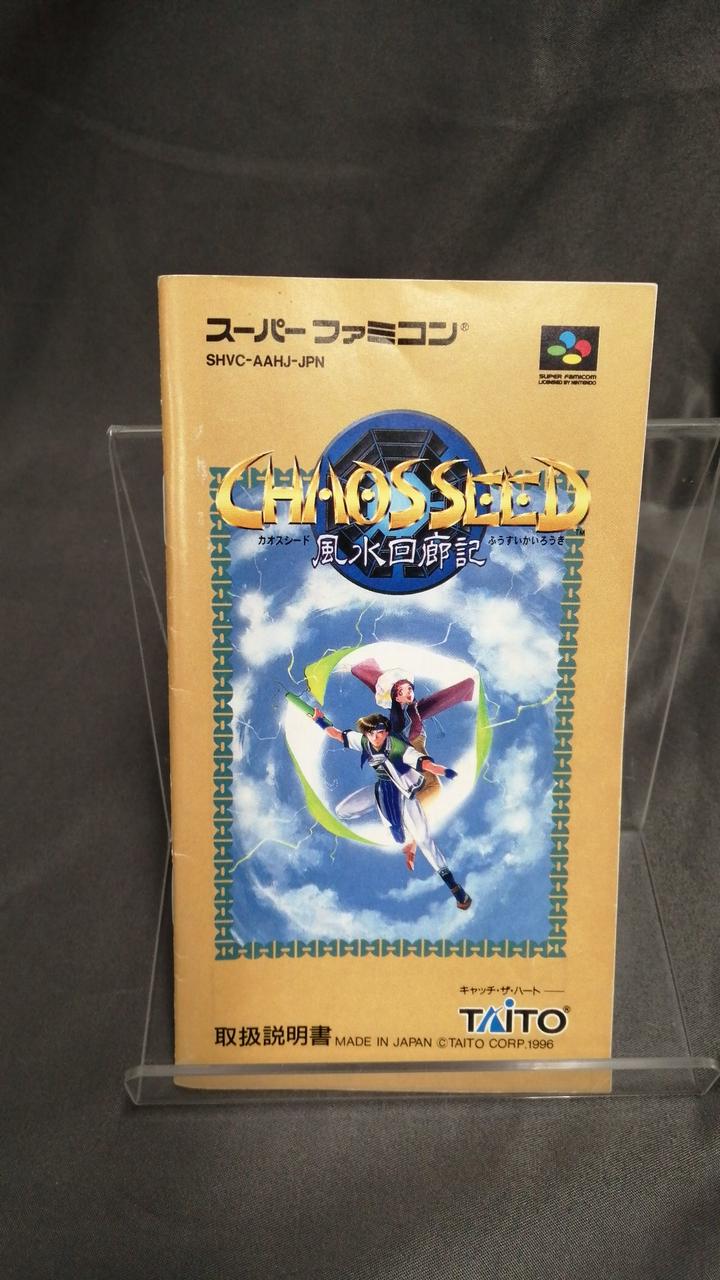 スーパーファミコン®
SHVC-AAHJ-JPN
SUPER FAMICOM
LICENSED BY NINTENDO
CHAOS SEED™
カオスシード 風水回廊記 ふうすいかいろうき
キャッチ・ザ・ハート
TAITO®
取扱説明書 MADE IN JAPAN ©TAITO CORP.1996